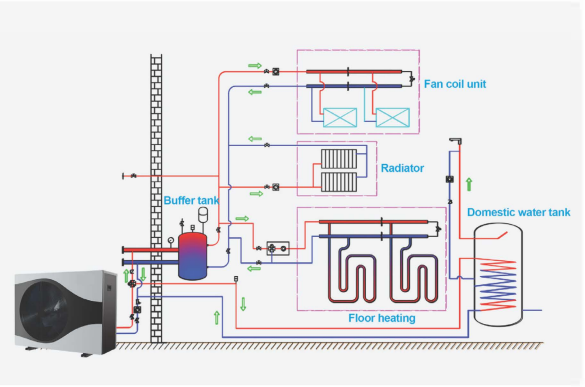 Fan coil unit
Radiator
Buffer tank
Domestic water tank
Floor heating